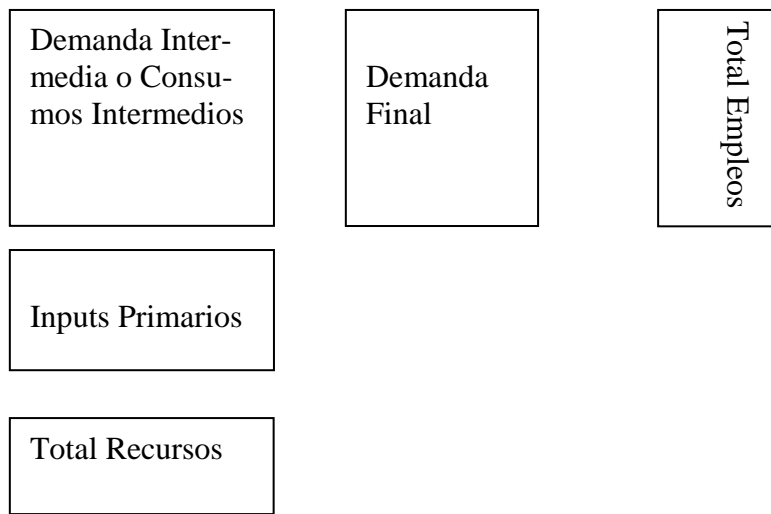 Demanda Inter-
media o Consu-
mos Intermedios
Demanda
Final
Total Empleos
Inputs Primarios
Total Recursos